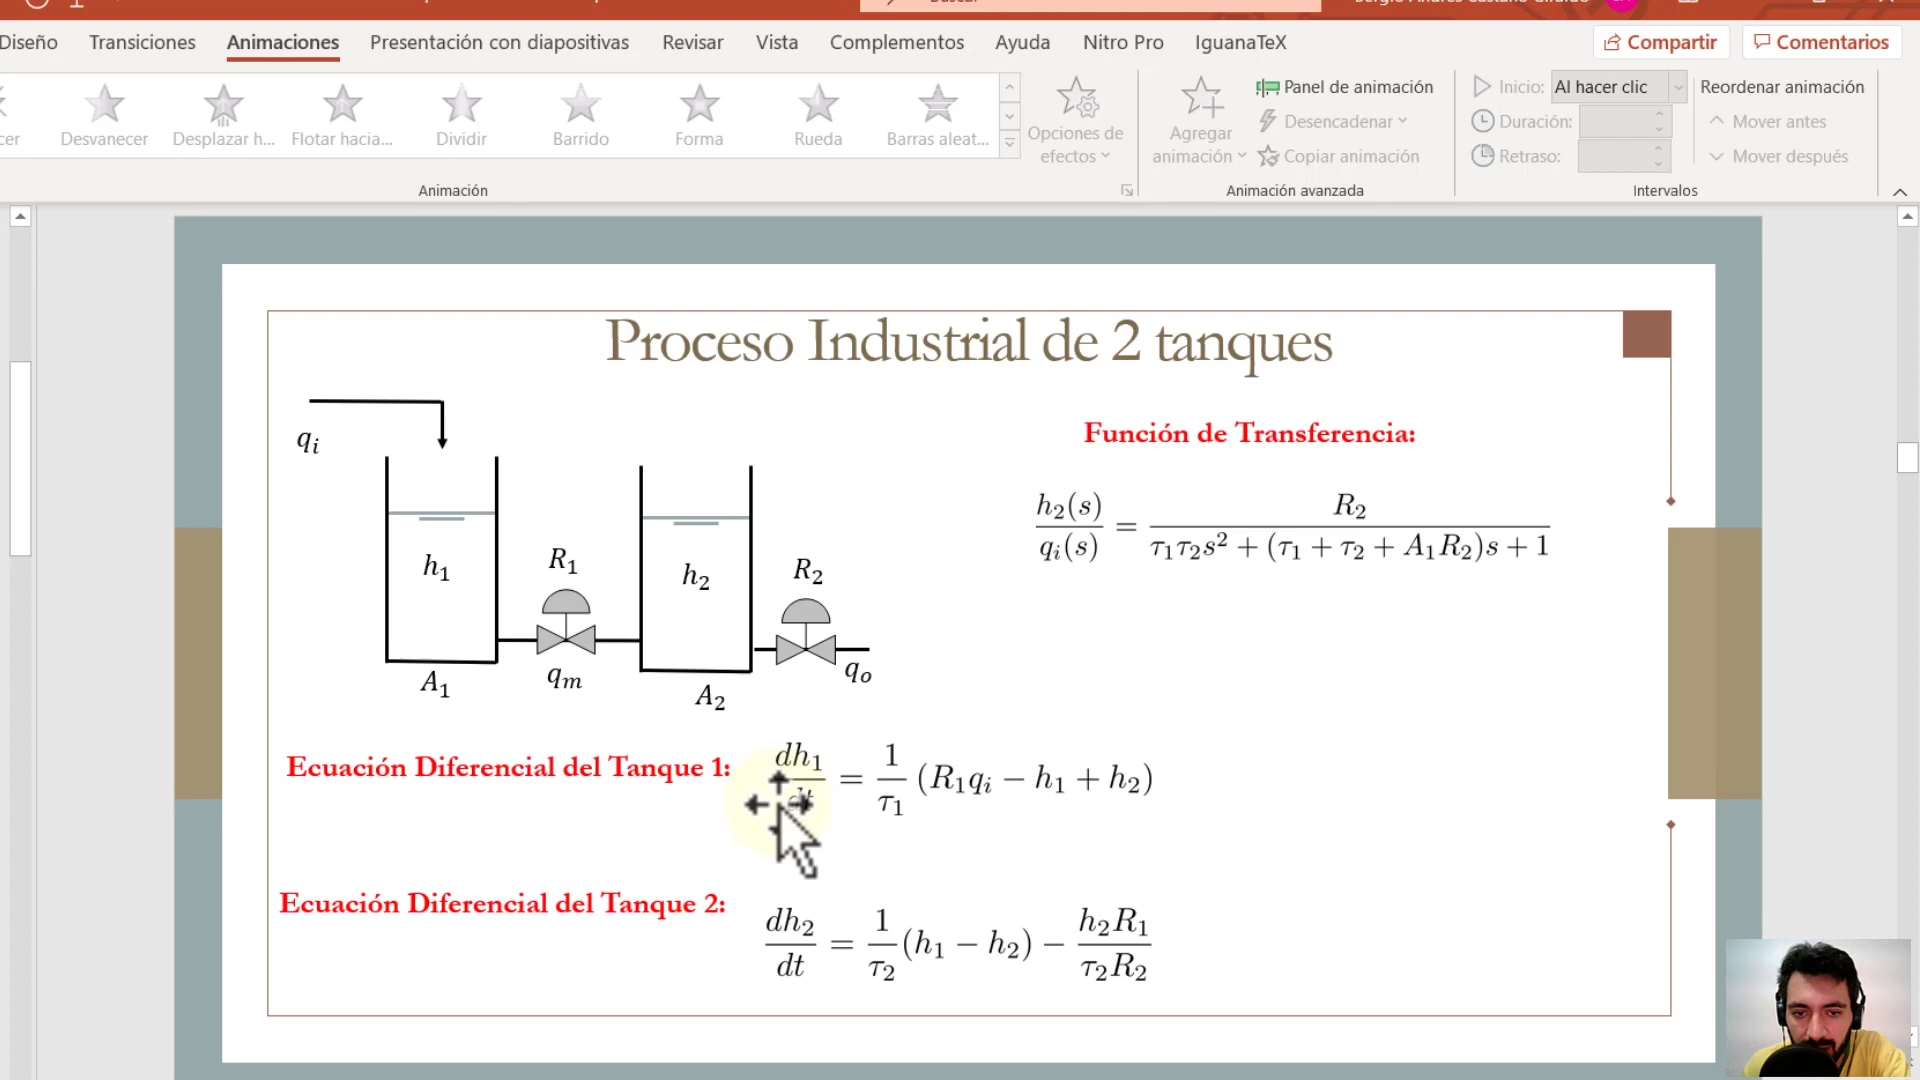 Diseño Transiciones Animaciones Presentación con diapositivas Revisar Vista Complementos Ayuda Nitro Pro IguanaTeX Compartir Comentarios
Desvanecer Desplazar h... Flotar hacia... Dividir Barrido Forma Rueda Barras aleat...
Opciones de efectos
Agregar animación
Panel de animación
Desencadenar
Copiar animación
Inicio: Al hacer clic
Duración:
Retraso:
Reordenar animación
Mover antes
Mover después
Animación Animación avanzada Intervalos
Proceso Industrial de 2 tanques
qᵢ
h₁
R₁
h₂
R₂
A₁
qₘ
A₂
qₒ
Función de Transferencia:
h₂(s)/qᵢ(s) = R₂/(τ₁τ₂s² + (τ₁ + τ₂ + A₁R₂)s + 1)
Ecuación Diferencial del Tanque 1: dh₁/dt = 1/τ₁ (R₁qᵢ − h₁ + h₂)
Ecuación Diferencial del Tanque 2: dh₂/dt = 1/τ₂ (h₁ − h₂) − h₂R₁/τ₂R₂